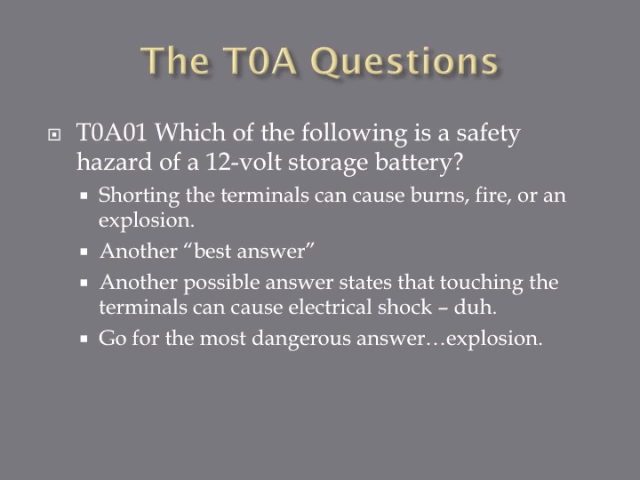 The T0A Questions
T0A01 Which of the following is a safety
hazard of a 12-volt storage battery?
Shorting the terminals can cause burns, fire, or an
explosion.
Another “best answer”
Another possible answer states that touching the
terminals can cause electrical shock – duh.
Go for the most dangerous answer…explosion.